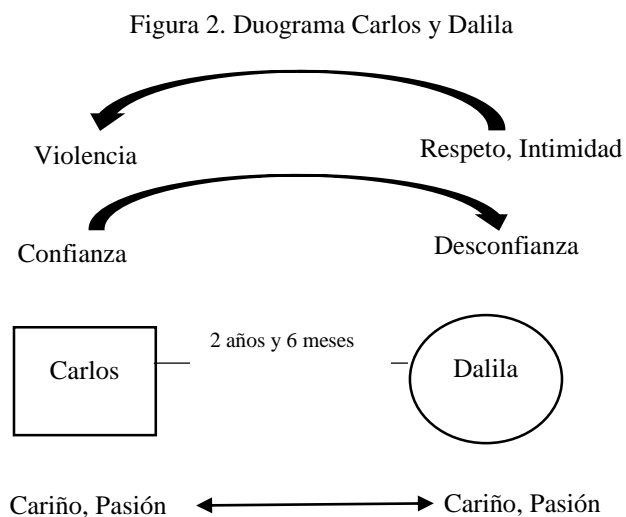 Figura 2. Duograma Carlos y Dalila
Violencia
Respeto, Intimidad
Confianza
Desconfianza
2 años y 6 meses
Carlos
Dalila
Cariño, Pasión
Cariño, Pasión